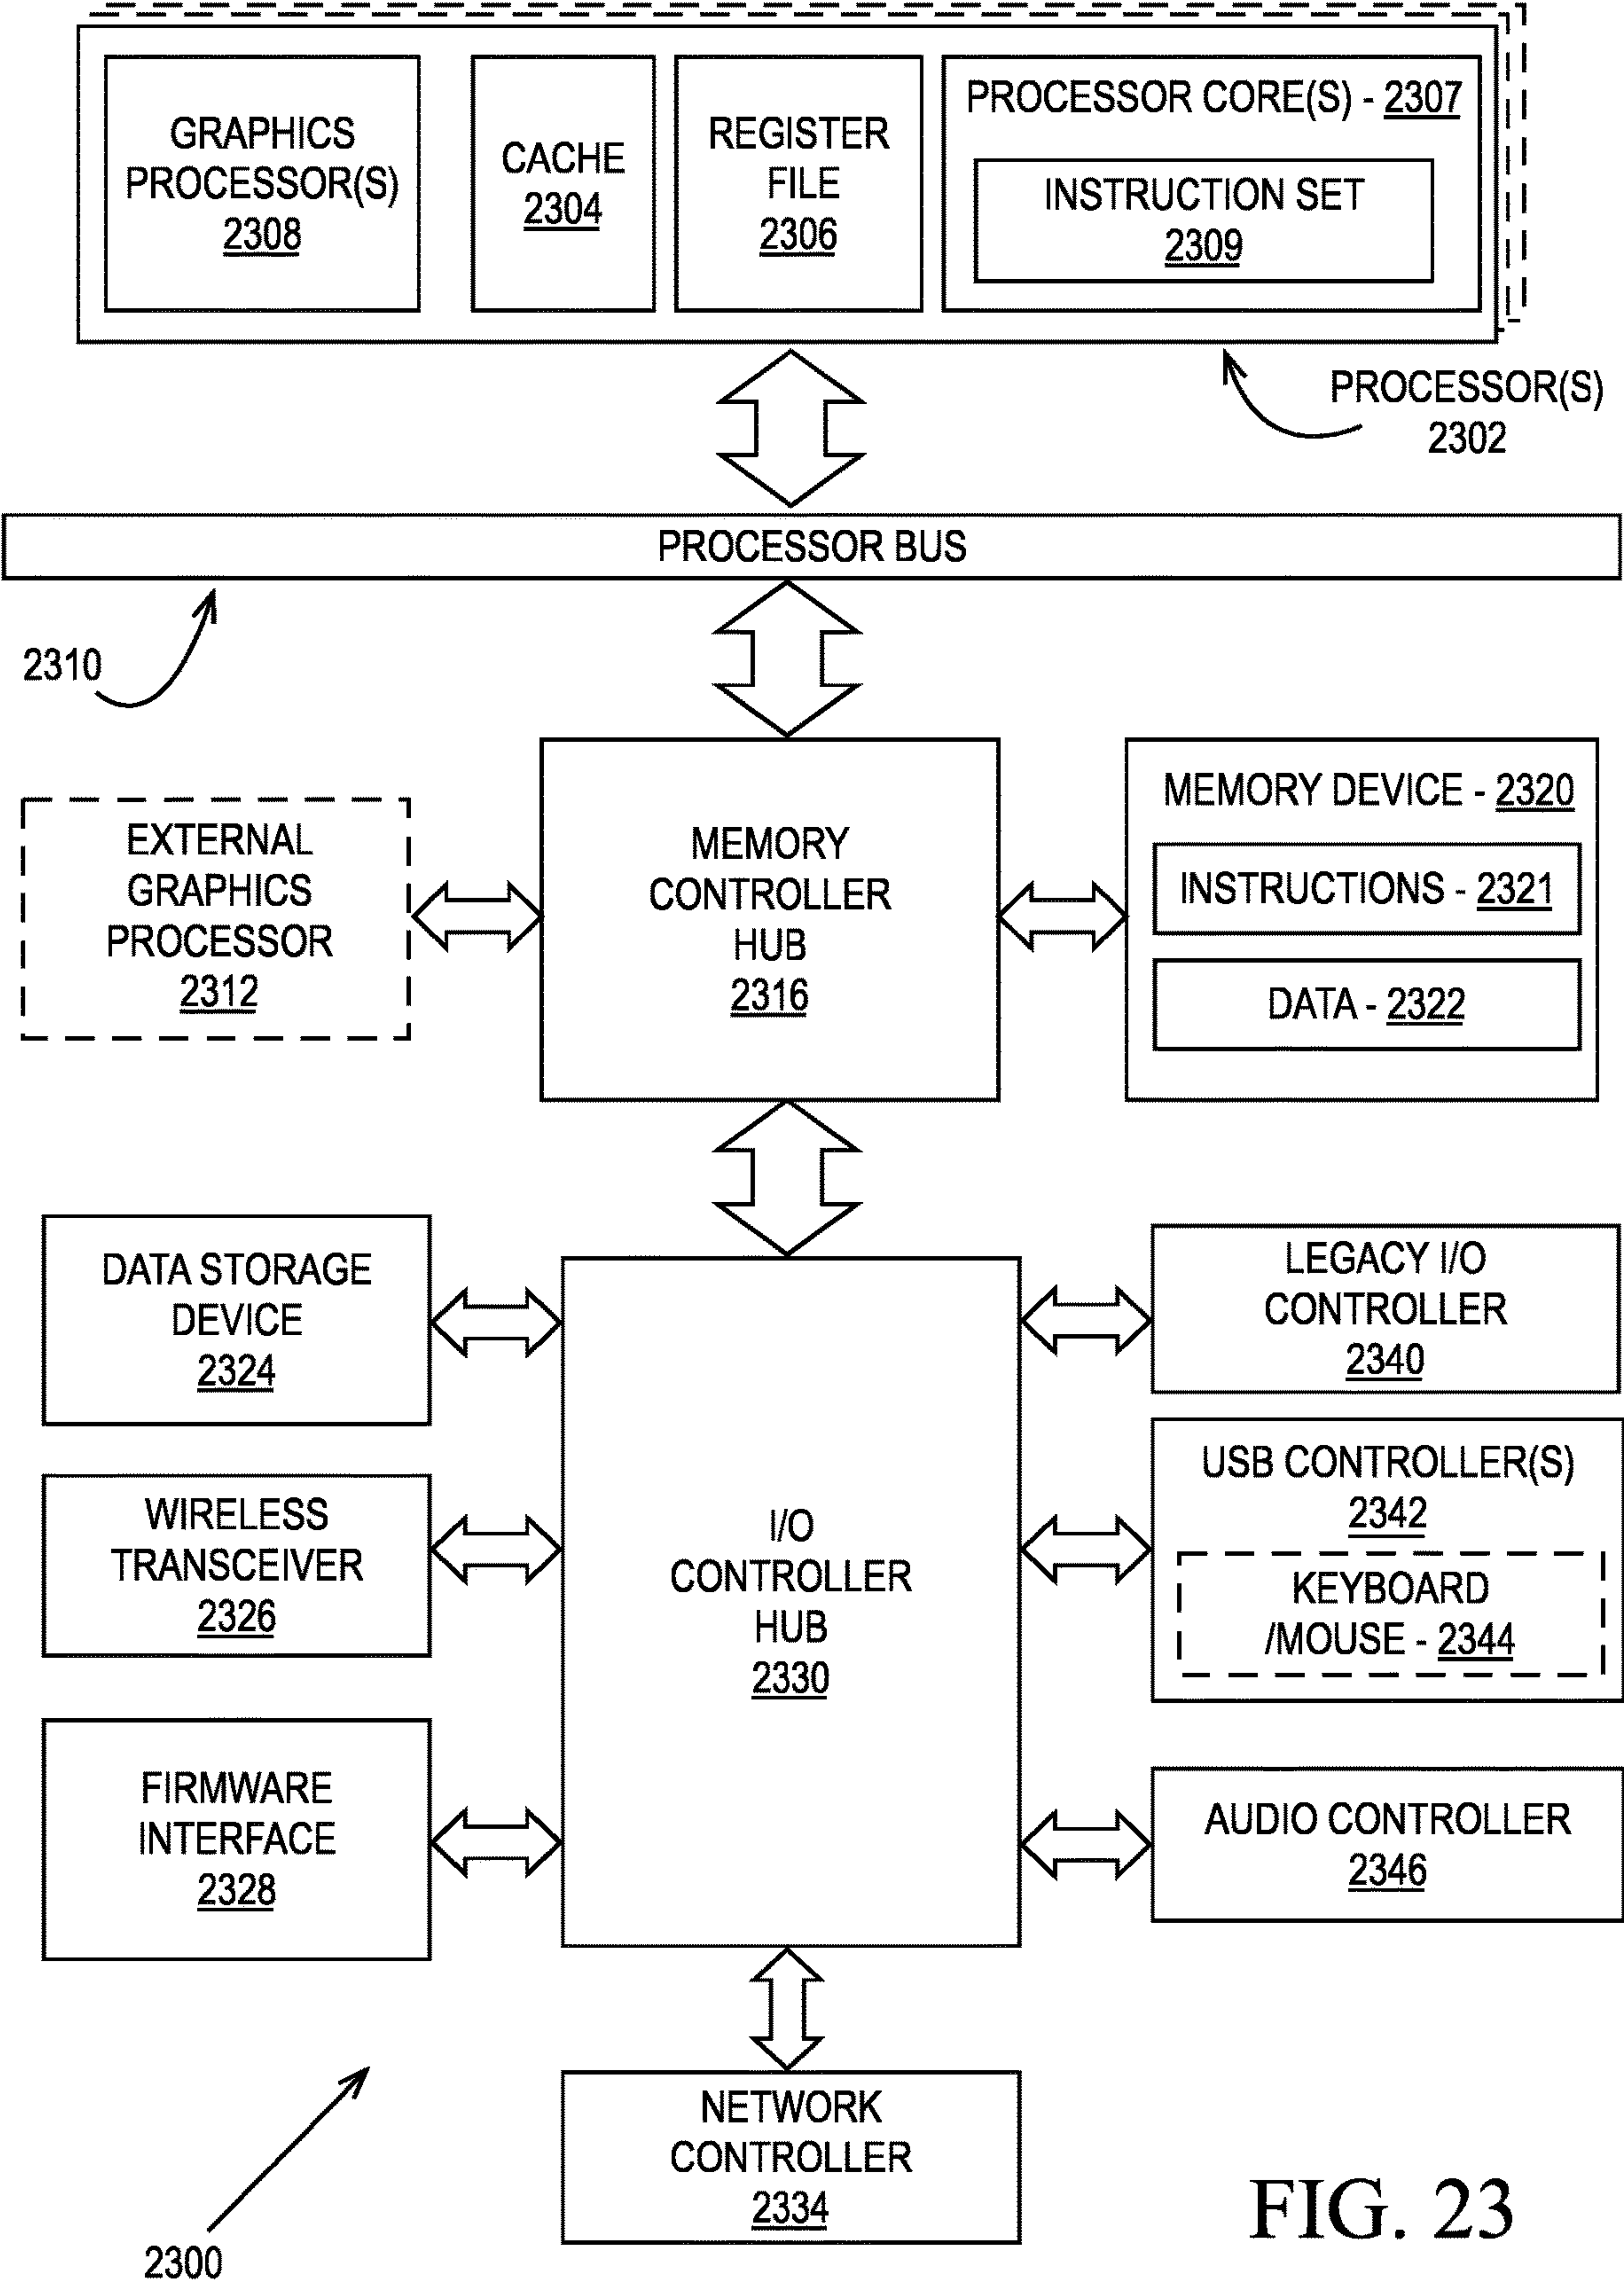 GRAPHICS
PROCESSOR(S)
2308
CACHE
2304
REGISTER
FILE
2306
PROCESSOR CORE(S) - 2307
INSTRUCTION SET
2309
PROCESSOR(S)
2302
PROCESSOR BUS
2310
EXTERNAL
GRAPHICS
PROCESSOR
2312
MEMORY
CONTROLLER
HUB
2316
MEMORY DEVICE - 2320
INSTRUCTIONS - 2321
DATA - 2322
DATA STORAGE
DEVICE
2324
WIRELESS
TRANSCEIVER
2326
FIRMWARE
INTERFACE
2328
I/O
CONTROLLER
HUB
2330
LEGACY I/O
CONTROLLER
2340
USB CONTROLLER(S)
2342
KEYBOARD
/MOUSE - 2344
AUDIO CONTROLLER
2346
NETWORK
CONTROLLER
2334
2300
FIG. 23